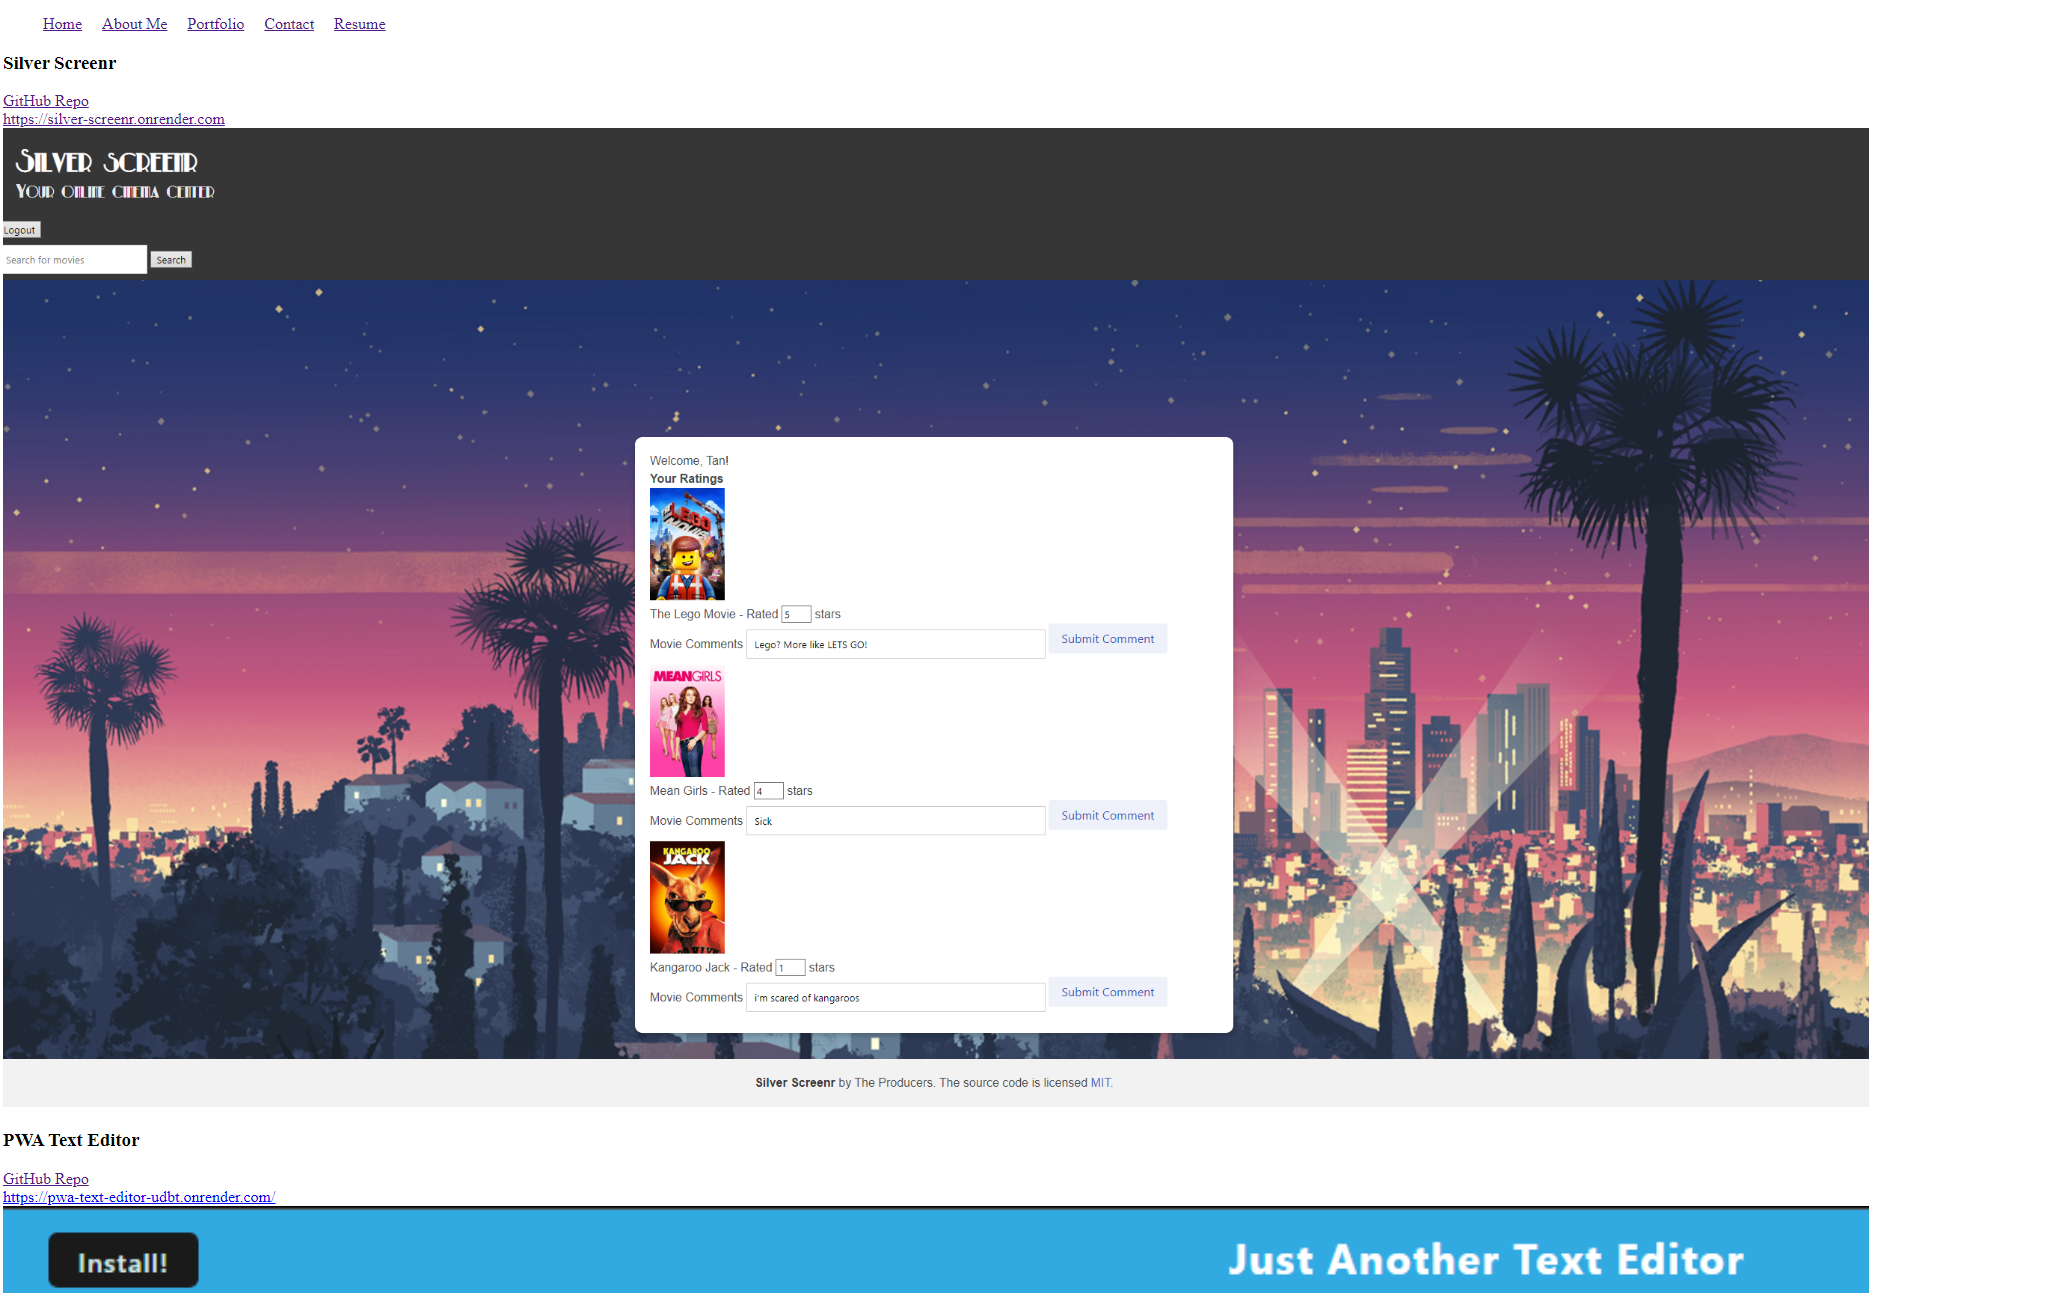 Home About Me Portfolio Contact Resume
Silver Screenr
GitHub Repo
https://silver-screenr.onrender.com
Silver Screenr
Your online cinema center
Logout
Search for movies Search
Welcome, Tan!
Your Ratings
LEGO MOVIE
The Lego Movie - Rated 5 stars
Movie Comments Lego? More like LETS GO! Submit Comment
MEAN GIRLS
Mean Girls - Rated 4 stars
Movie Comments Sick Submit Comment
KANGAROO
JACK
Kangaroo Jack - Rated 1 stars
Movie Comments i'm scared of kangaroos Submit Comment
Silver Screenr by The Producers. The source code is licensed MIT.
PWA Text Editor
GitHub Repo
https://pwa-text-editor-udbt.onrender.com/
Install! Just Another Text Editor